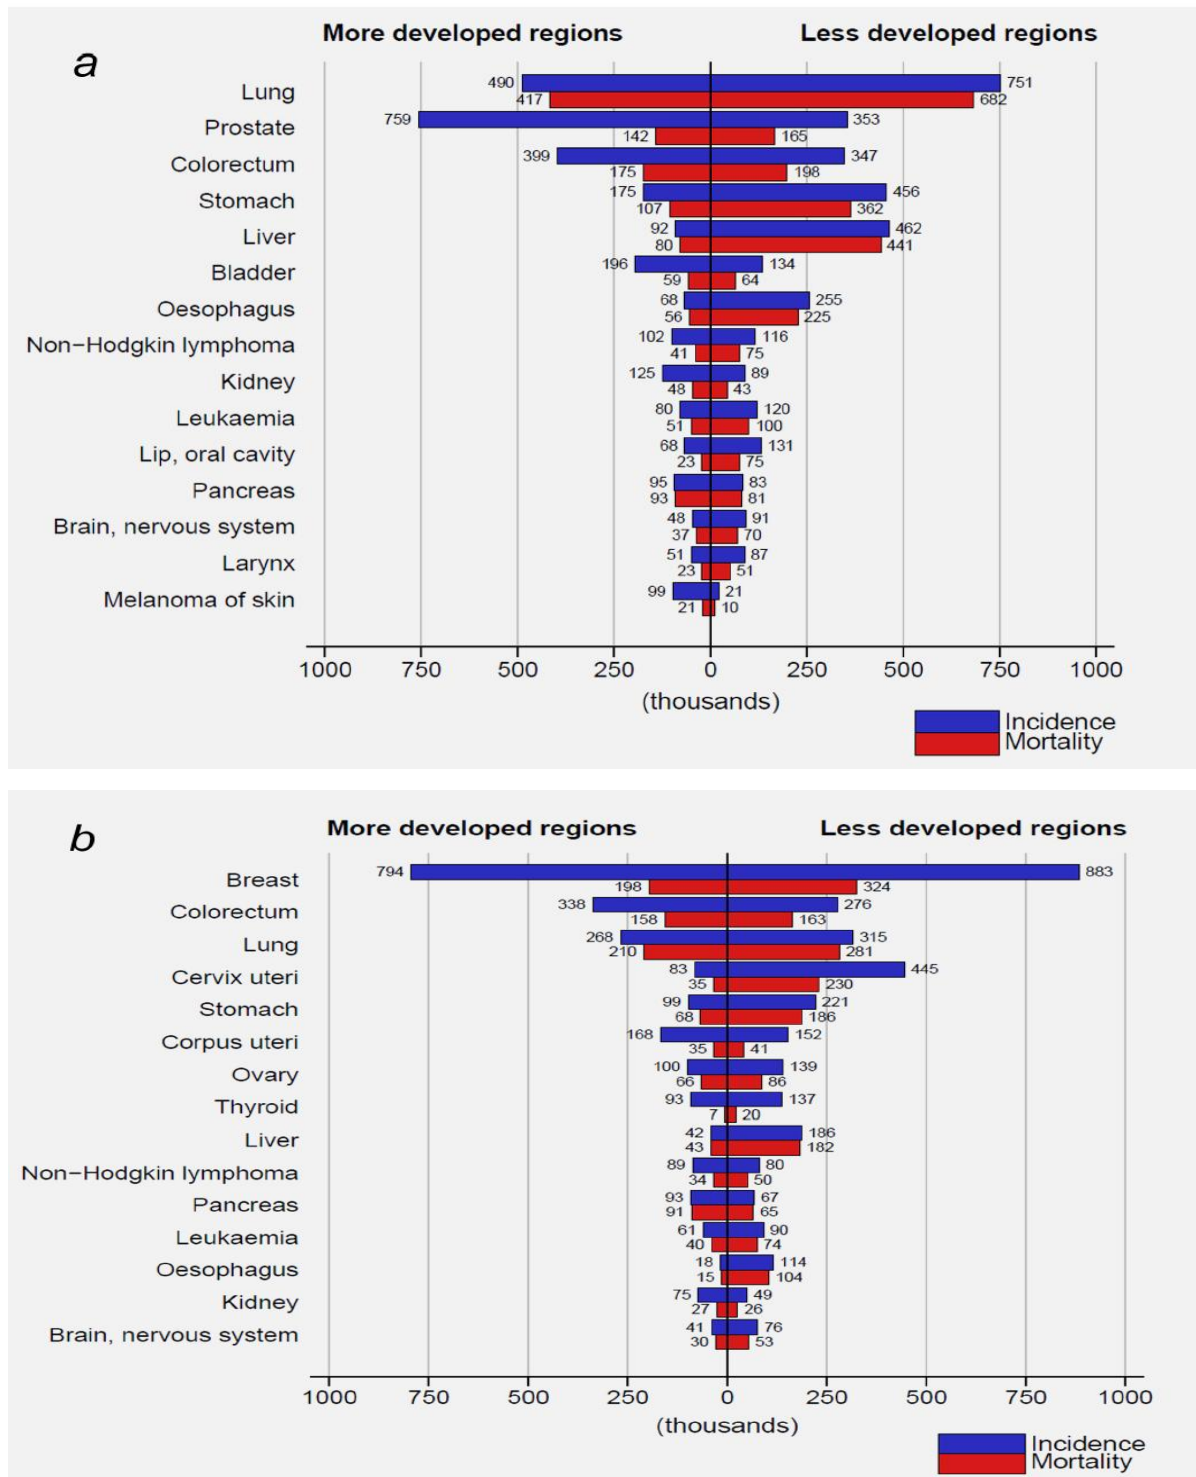 More developed regions Less developed regions
a
490 751
Lung
417 682
759 353
Prostate
142 165
399 347
Colorectum
175 198
175 456
Stomach
107 362
92 462
Liver
80 441
196 134
Bladder
59 64
68 255
Oesophagus
56 225
102 116
Non−Hodgkin lymphoma
41 75
125 89
Kidney
48 43
80 120
Leukaemia
51 100
68 131
Lip, oral cavity
23 75
95 83
Pancreas
93 81
48 91
Brain, nervous system
37 70
51 87
Larynx
23 51
99 21
Melanoma of skin
21 10
1000 750 500 250 0 250 500 750 1000
(thousands)
Incidence
Mortality
More developed regions Less developed regions
b
794 883
Breast
198 324
338 276
Colorectum
158 163
268 315
Lung
210 281
83 445
Cervix uteri
35 230
99 221
Stomach
68 186
168 152
Corpus uteri
35 41
100 139
Ovary
66 86
93 137
Thyroid
7 20
42 186
Liver
43 182
89 80
Non−Hodgkin lymphoma
34 50
93 67
Pancreas
91 65
61 90
Leukaemia
40 74
18 114
Oesophagus
15 104
75 49
Kidney
27 26
41 76
Brain, nervous system
30 53
1000 750 500 250 0 250 500 750 1000
(thousands)
Incidence
Mortality